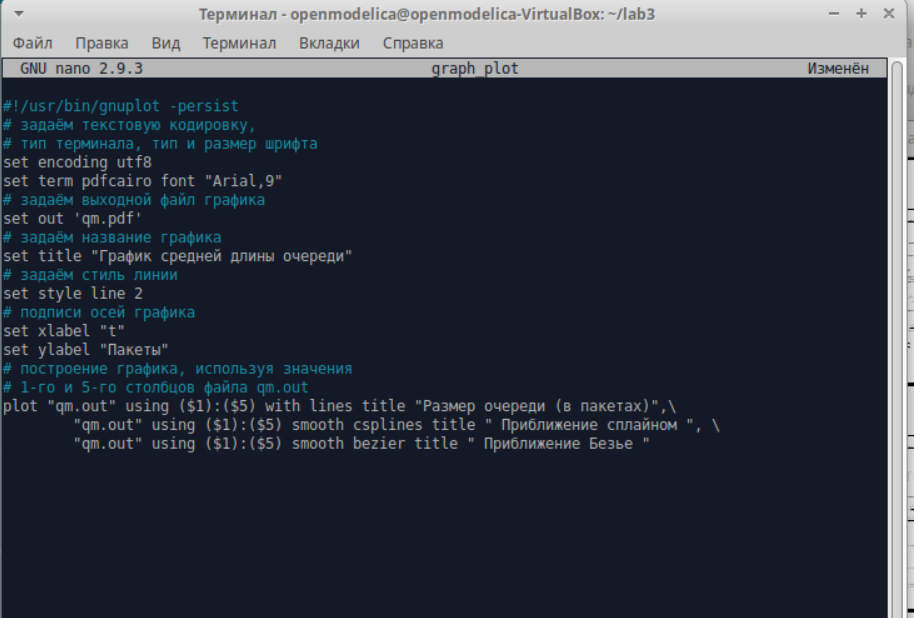 Терминал - openmodelica@openmodelica-VirtualBox: ~/lab3
Файл Правка Вид Терминал Вкладки Справка
GNU nano 2.9.3 graph_plot Изменён
#!/usr/bin/gnuplot -persist
# задаём текстовую кодировку,
# тип терминала, тип и размер шрифта
set encoding utf8
set term pdfcairo font "Arial,9"
# задаём выходной файл графика
set out 'qm.pdf'
# задаём название графика
set title "График средней длины очереди"
# задаём стиль линии
set style line 2
# подписи осей графика
set xlabel "t"
set ylabel "Пакеты"
# построение графика, используя значения
# 1-го и 5-го столбцов файла qm.out
plot "qm.out" using ($1):($5) with lines title "Размер очереди (в пакетах)",\
"qm.out" using ($1):($5) smooth csplines title " Приближение сплайном ", \
"qm.out" using ($1):($5) smooth bezier title " Приближение Безье "